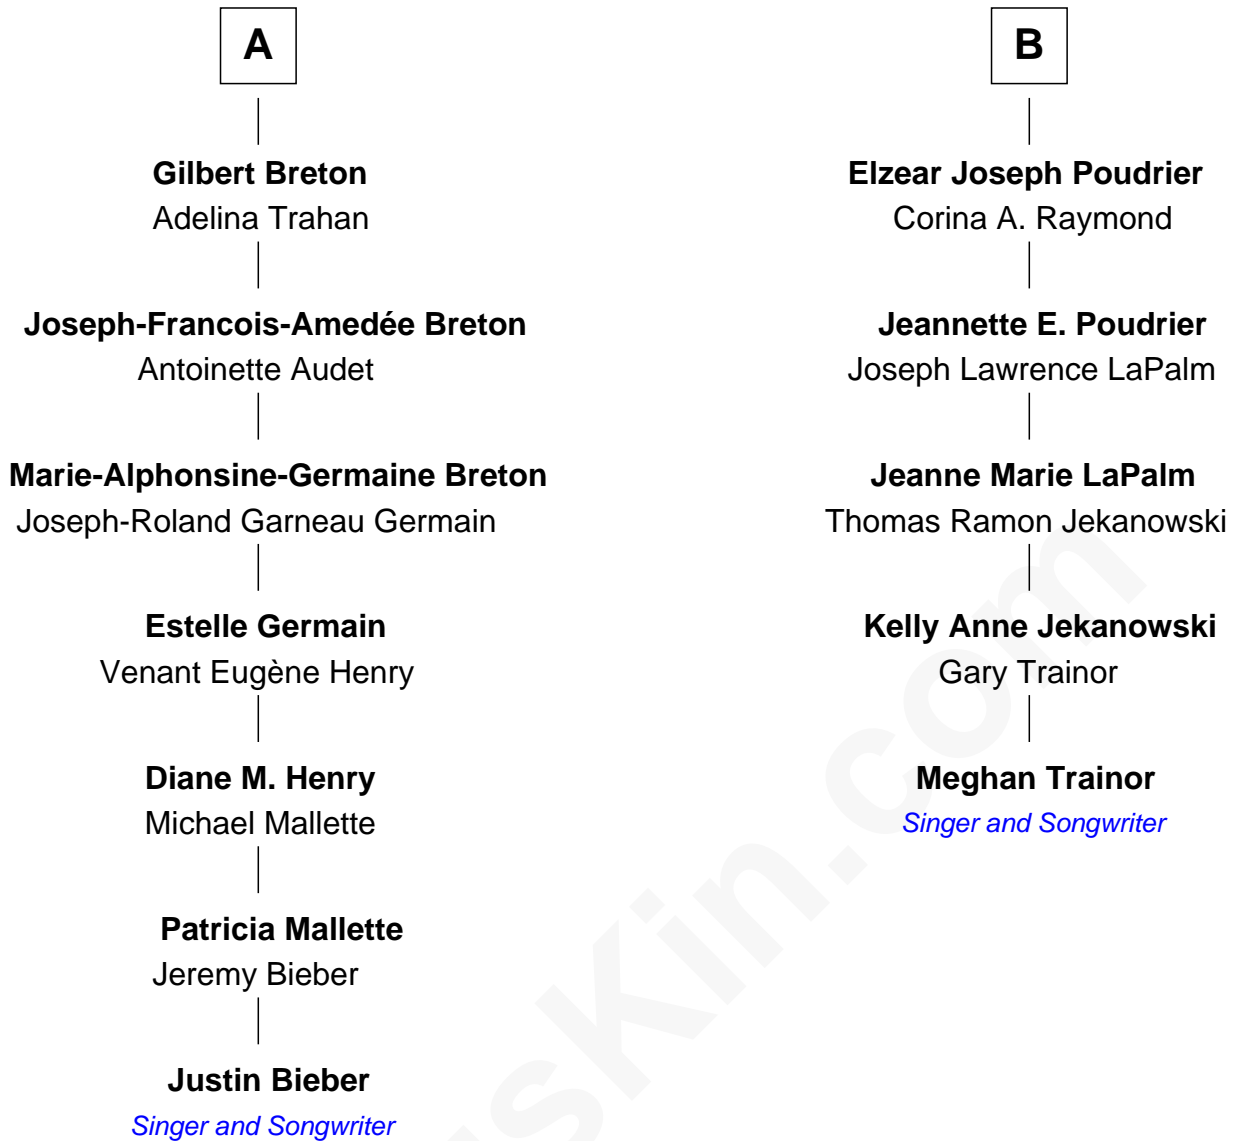 A
Gilbert Breton
Adelina Trahan
Joseph-Francois-Amedée Breton
Antoinette Audet
Marie-Alphonsine-Germaine Breton
Joseph-Roland Garneau Germain
Estelle Germain
Venant Eugène Henry
Diane M. Henry
Michael Mallette
Patricia Mallette
Jeremy Bieber
Justin Bieber
Singer and Songwriter
B
Elzear Joseph Poudrier
Corina A. Raymond
Jeannette E. Poudrier
Joseph Lawrence LaPalm
Jeanne Marie LaPalm
Thomas Ramon Jekanowski
Kelly Anne Jekanowski
Gary Trainor
Meghan Trainor
Singer and Songwriter
sKin.com